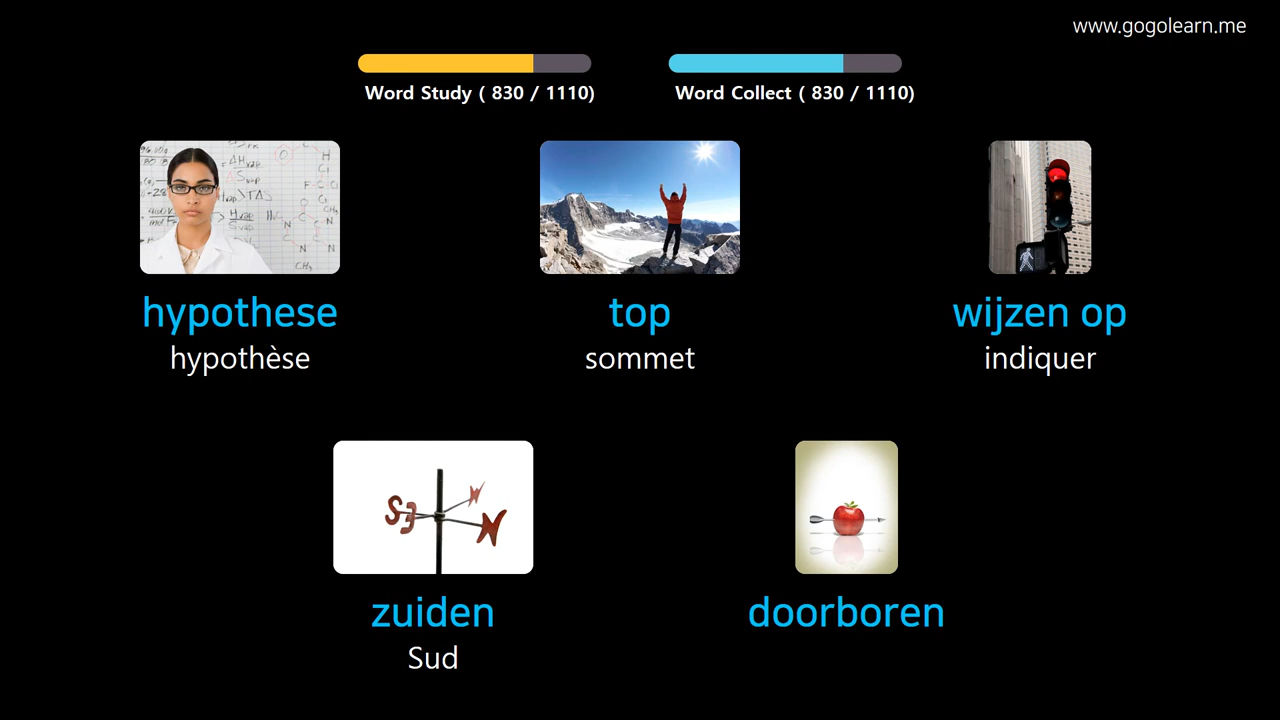 www.gogolearn.me
Word Study ( 830 / 1110)
Word Collect ( 830 / 1110)
hypothese
hypothèse
top
sommet
wijzen op
indiquer
zuiden
Sud
doorboren